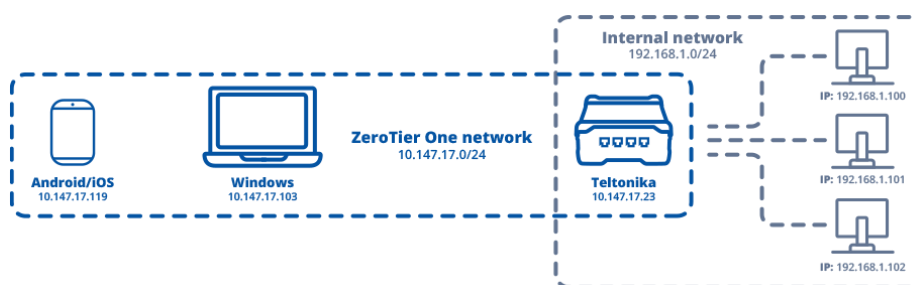 Internal network
192.168.1.0/24
IP: 192.168.1.100
ZeroTier One network
10.147.17.0/24
Android/iOS
10.147.17.119
Windows
10.147.17.103
Teltonika
10.147.17.23
IP: 192.168.1.101
IP: 192.168.1.102